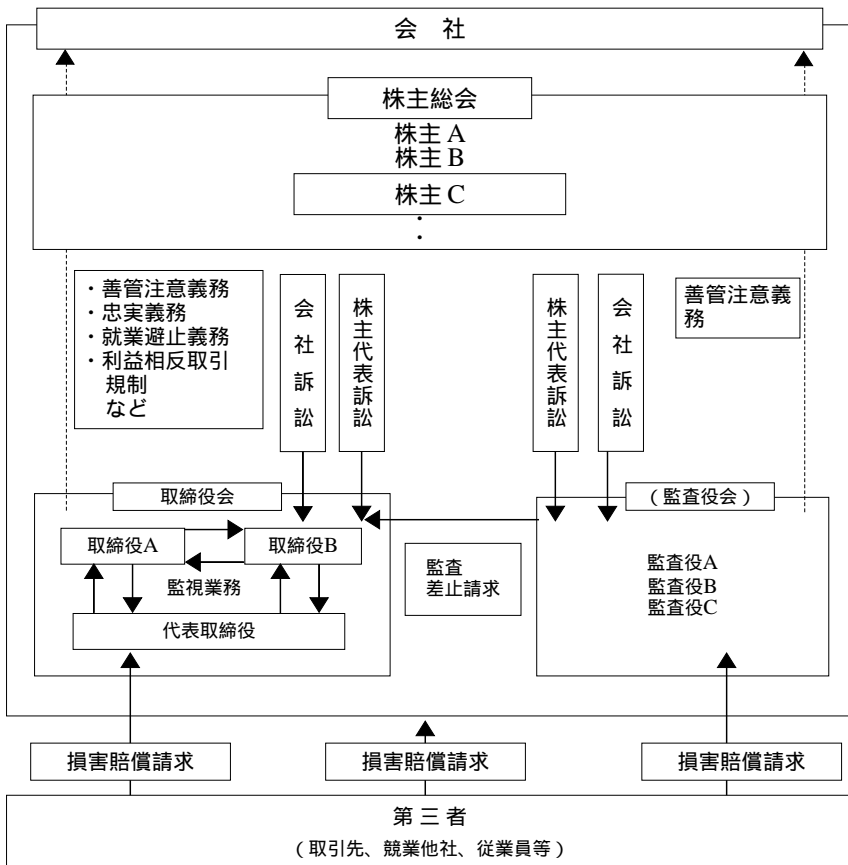 会 社
株主総会
株主A
株主B
株主C
・
・
・善管注意義務
・忠実義務
・就業避止義務
・利益相反取引
規制
など
会社訴訟
株主代表訴訟
株主代表訴訟
会社訴訟
善管注意義
務
取締役会
（監査役会）
取締役A
取締役B
監視業務
代表取締役
監査
差止請求
監査役A
監査役B
監査役C
損害賠償請求
損害賠償請求
損害賠償請求
第 三 者
（取引先、競業他社、従業員等）